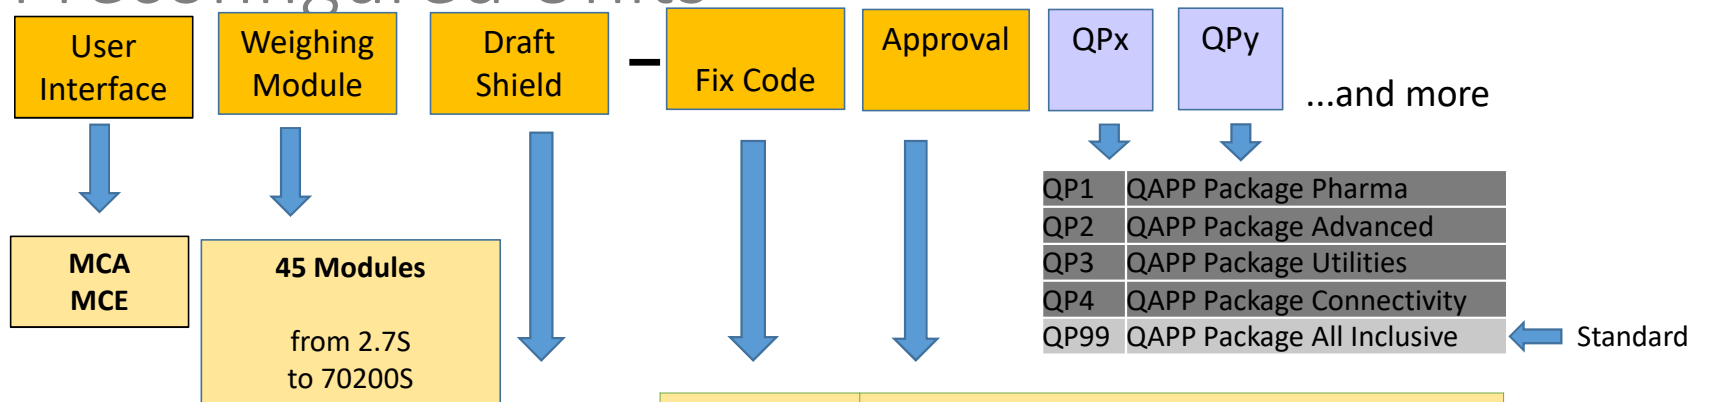 Preconfigured Units
User
Interface
Weighing
Module
Draft
Shield
–
Fix Code
Approval
QPx
QPy
...and more
MCA
MCE
45 Modules
from 2.7S
to 70200S
QP1 QAPP Package Pharma
QP2 QAPP Package Advanced
QP3 QAPP Package Utilities
QP4 QAPP Package Connectivity
QP99 QAPP Package All Inclusive
Standard